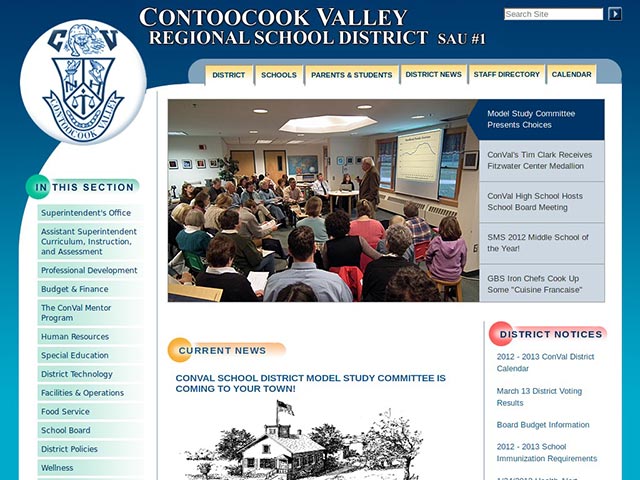 CONTOOCOOK VALLEY
REGIONAL SCHOOL DISTRICT SAU #1
Search Site
C V
CONTOOCOOK VALLEY
DISTRICT
SCHOOLS
PARENTS & STUDENTS
DISTRICT NEWS
STAFF DIRECTORY
CALENDAR
IN THIS SECTION
Superintendent's Office
Assistant Superintendent
Curriculum, Instruction,
and Assessment
Professional Development
Budget & Finance
The ConVal Mentor
Program
Human Resources
Special Education
District Technology
Facilities & Operations
Food Service
School Board
District Policies
Wellness
Model Study Committee
Presents Choices
ConVal's Tim Clark Receives
Fitzwater Center Medallion
ConVal High School Hosts
School Board Meeting
SMS 2012 Middle School of
the Year!
GBS Iron Chefs Cook Up
Some "Cuisine Francaise"
CURRENT NEWS
CONVAL SCHOOL DISTRICT MODEL STUDY COMMITTEE IS
COMING TO YOUR TOWN!
DISTRICT NOTICES
2012 - 2013 ConVal District
Calendar
March 13 District Voting
Results
Board Budget Information
2012 - 2013 School
Immunization Requirements